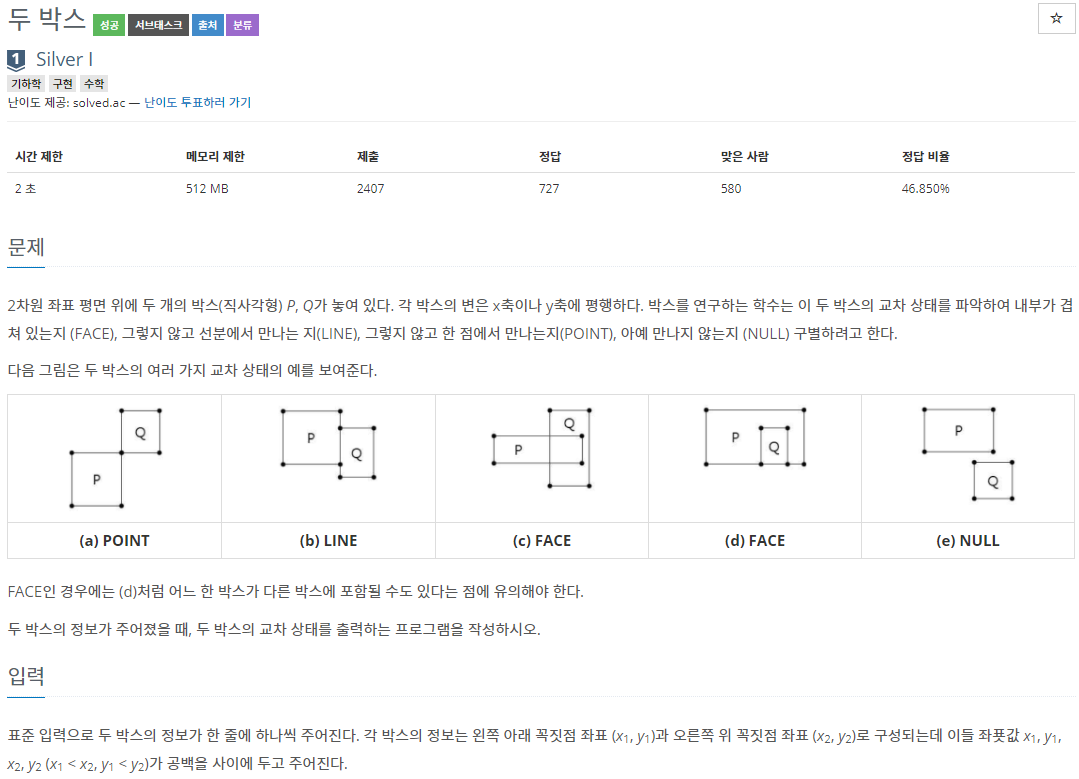 두 박스 성공 서브태스크 출처 분류
☆
1 Silver I
기하학 구현 수학
난이도 제공: solved.ac — 난이도 투표하러 가기
시간 제한 메모리 제한 제출 정답 맞은 사람 정답 비율
2 초 512 MB 2407 727 580 46.850%
문제
2차원 좌표 평면 위에 두 개의 박스(직사각형) P, Q가 놓여 있다. 각 박스의 변은 x축이나 y축에 평행하다. 박스를 연구하는 학수는 이 두 박스의 교차 상태를 파악하여 내부가 겹
쳐 있는지 (FACE), 그렇지 않고 선분에서 만나는 지(LINE), 그렇지 않고 한 점에서 만나는지(POINT), 아예 만나지 않는지 (NULL) 구별하려고 한다.
다음 그림은 두 박스의 여러 가지 교차 상태의 예를 보여준다.
P Q P Q P Q P Q P Q
(a) POINT (b) LINE (c) FACE (d) FACE (e) NULL
FACE인 경우에는 (d)처럼 어느 한 박스가 다른 박스에 포함될 수도 있다는 점에 유의해야 한다.
두 박스의 정보가 주어졌을 때, 두 박스의 교차 상태를 출력하는 프로그램을 작성하시오.
입력
표준 입력으로 두 박스의 정보가 한 줄에 하나씩 주어진다. 각 박스의 정보는 왼쪽 아래 꼭짓점 좌표 (x1, y1)과 오른쪽 위 꼭짓점 좌표 (x2, y2)로 구성되는데 이들 좌푯값 x1, y1,
x2, y2 (x1 < x2, y1 < y2)가 공백을 사이에 두고 주어진다.